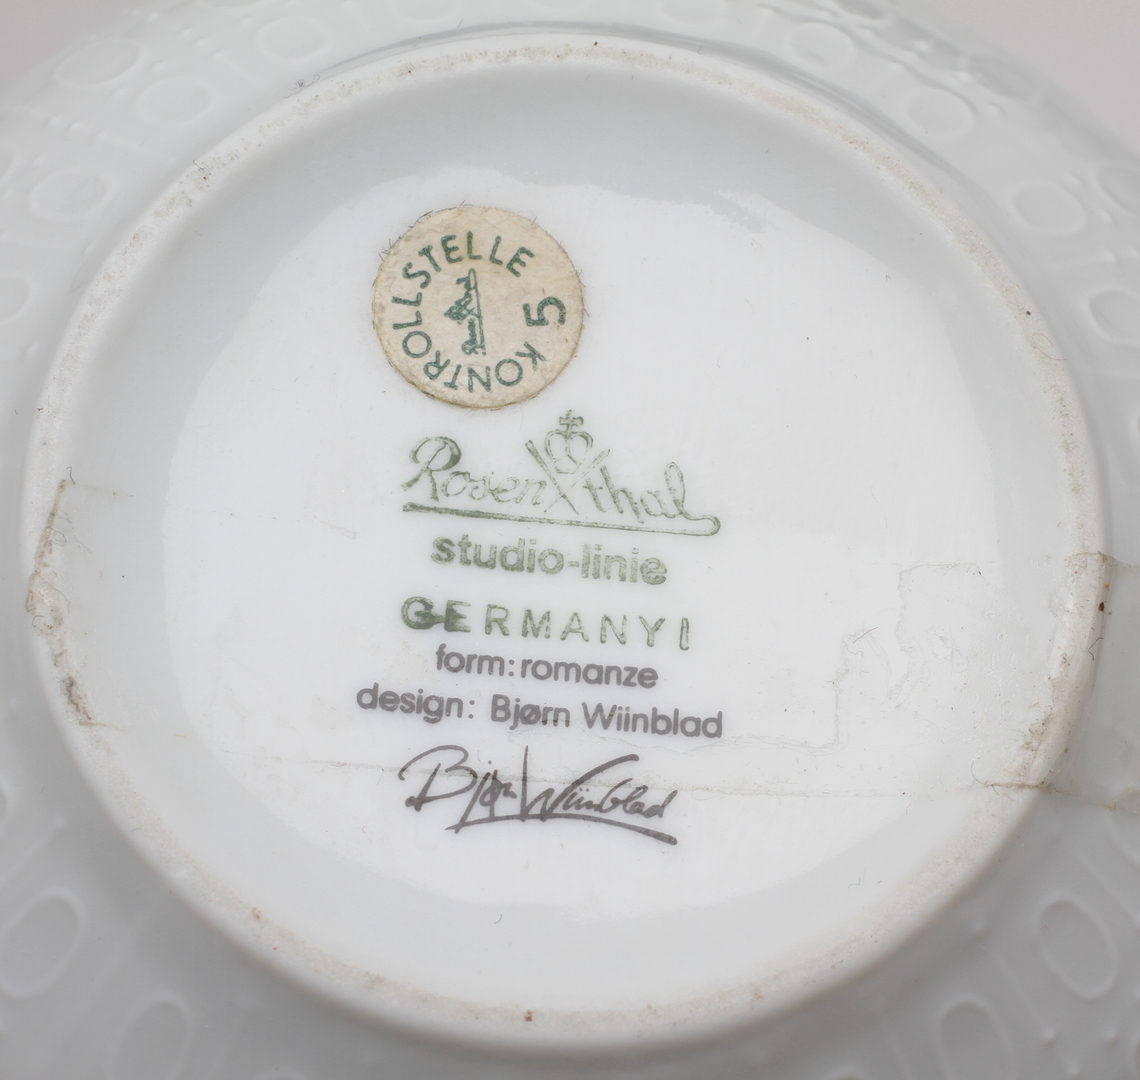 KONTROLLSTELLE 5
Rosenthal
studio-linie
GERMANY I
form: romanze
design: Bjørn Wiinblad
Bjørn Wiinblad